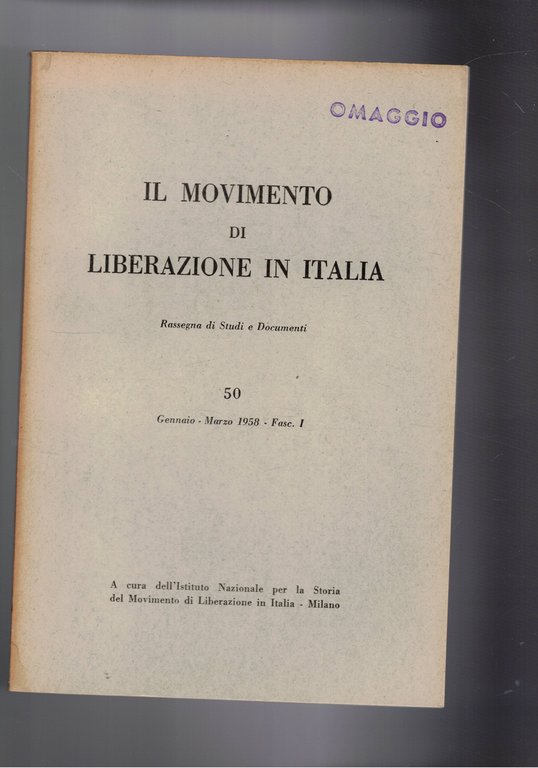 OMAGGIO
IL MOVIMENTO
DI
LIBERAZIONE IN ITALIA
Rassegna di Studi e Documenti
50
Gennaio - Marzo 1958 - Fasc. I
A cura dell'Istituto Nazionale per la Storia
del Movimento di Liberazione in Italia - Milano